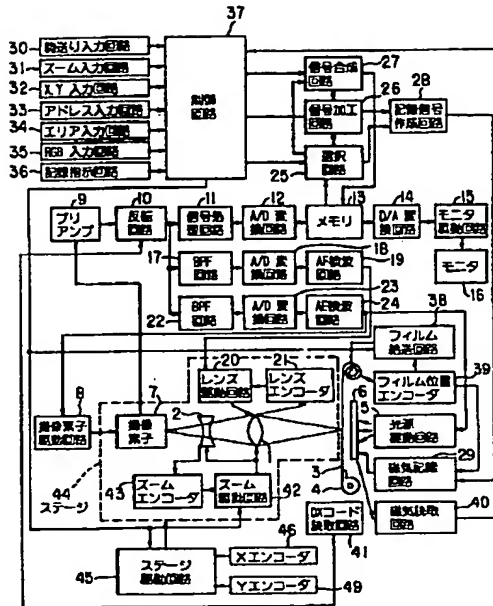 37
30
駒送り入力回路
31
ズーム入力回路
32
X,Y 入力回路
33
アドレス入力回路
34
エリア入力回路
35
RGB 入力回路
36
記録指示回路
制御回路
27
信号合成回路
26
信号加工回路
28
記録信号作成回路
25
選択回路
9
プリアンプ
10
反転回路
11
信号処理回路
12
A/D 変換回路
13
メモリ
14
D/A 変換回路
15
モニタ駆動回路
16
モニタ
17
BPF 回路
18
A/D 変換回路
19
AF検波回路
22
BPF 回路
23
A/D 変換回路
24
AE検波回路
38
フィルム給送回路
20
レンズ駆動回路
21
レンズエンコーダ
39
フィルム位置エンコーダ
8
撮像素子駆動回路
7
撮像素子
2
6
5
光源駆動回路
3
4
29
磁気記録回路
44
ステージ
43
ズームエンコーダ
42
ズーム駆動回路
40
磁気読取回路
41
DXコード読取回路
45
ステージ駆動回路
46
Xエンコーダ
49
Yエンコーダ